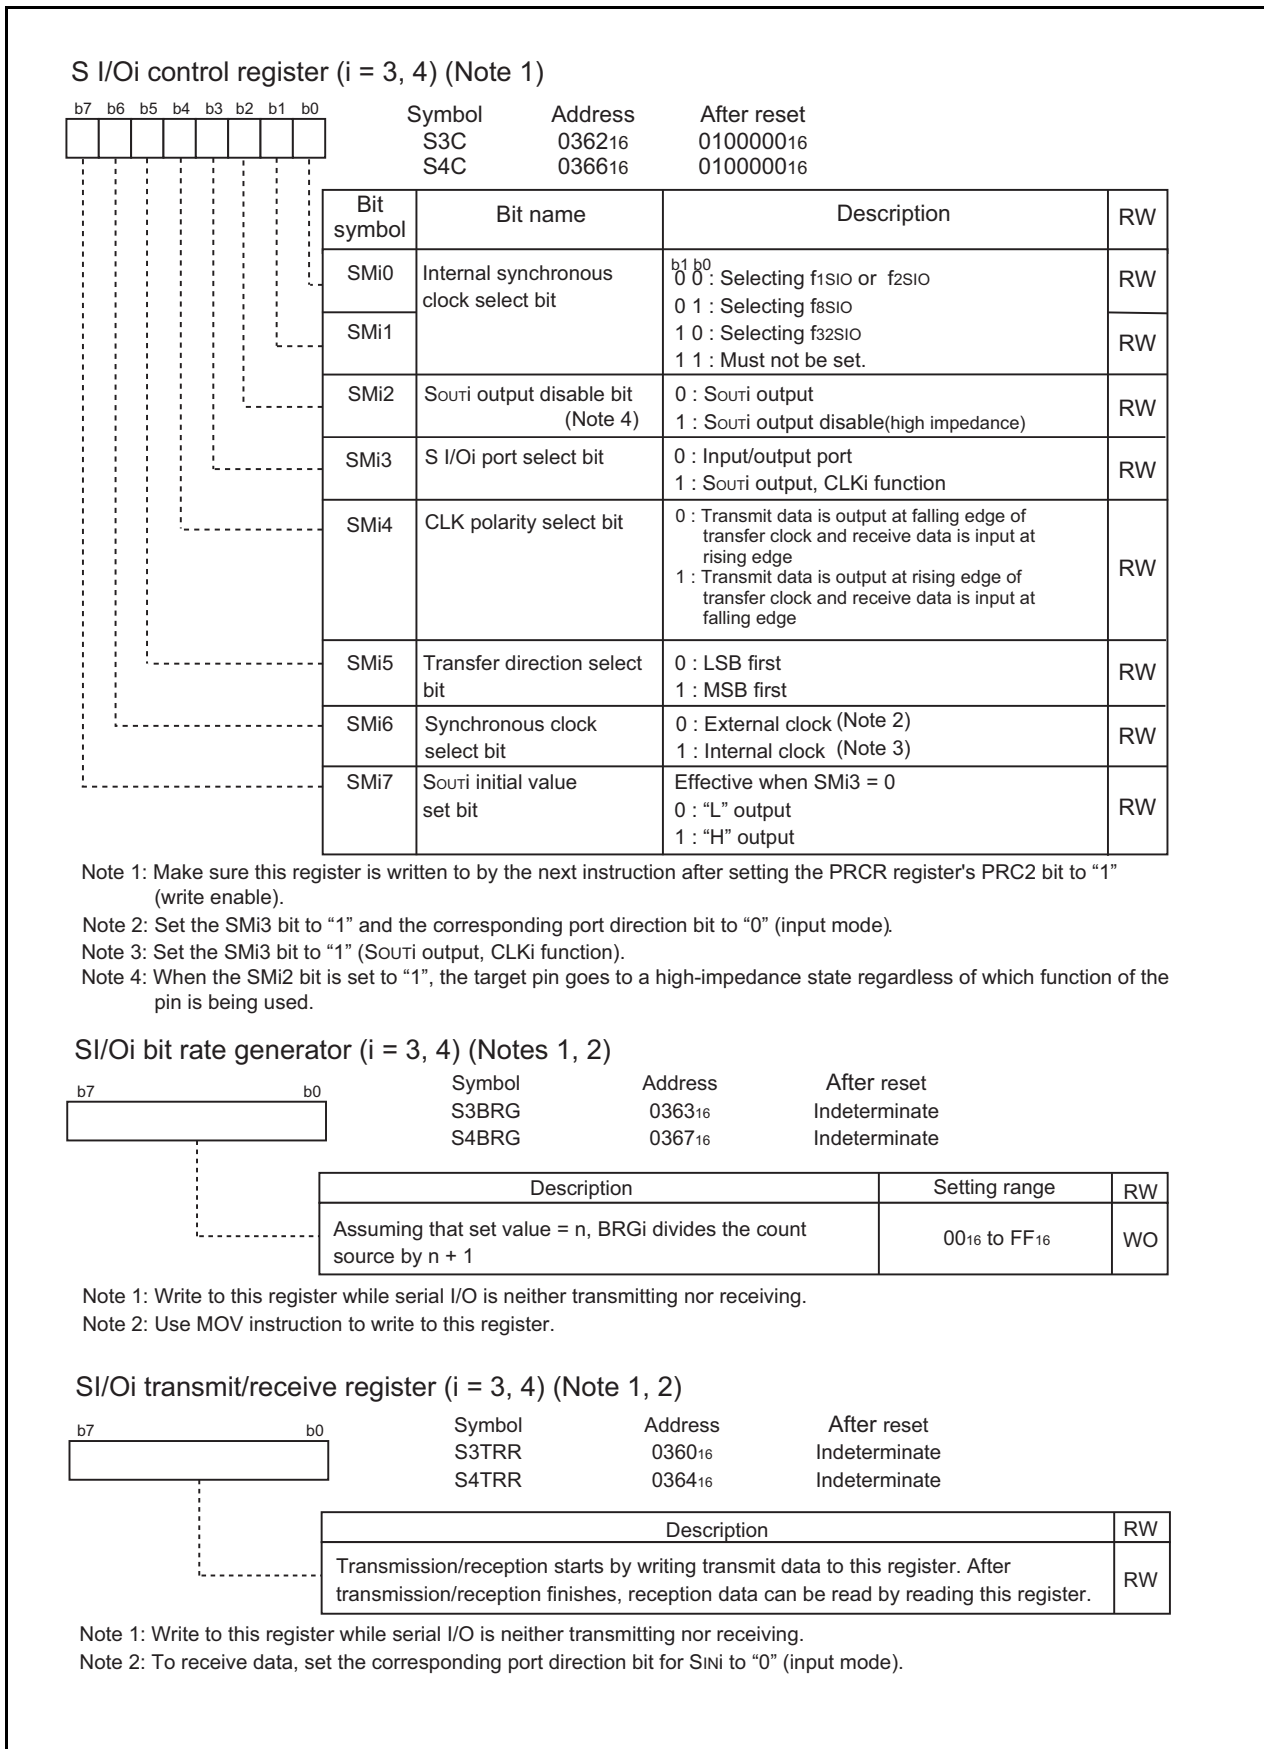 S I/Oi control register (i = 3, 4) (Note 1)
b7 b6 b5 b4 b3 b2 b1 b0
Symbol Address After reset
S3C 036216 0100000016
S4C 036616 0100000016
Bit symbol Bit name Description RW
SMi0 Internal synchronous clock select bit b1 b0
0 0 : Selecting f1SIO or f2SIO RW
0 1 : Selecting f8SIO
SMi1 1 0 : Selecting f32SIO RW
1 1 : Must not be set.
SMi2 SOUTi output disable bit 0 : SOUTi output RW
(Note 4) 1 : SOUTi output disable(high impedance)
SMi3 S I/Oi port select bit 0 : Input/output port RW
1 : SOUTi output, CLKi function
SMi4 CLK polarity select bit 0 : Transmit data is output at falling edge of
transfer clock and receive data is input at
rising edge
RW
1 : Transmit data is output at rising edge of
transfer clock and receive data is input at
falling edge
SMi5 Transfer direction select 0 : LSB first RW
bit 1 : MSB first
SMi6 Synchronous clock 0 : External clock (Note 2) RW
select bit 1 : Internal clock (Note 3)
SMi7 SOUTi initial value Effective when SMi3 = 0
set bit 0 : “L” output RW
1 : “H” output
Note 1: Make sure this register is written to by the next instruction after setting the PRCR register's PRC2 bit to “1”
(write enable).
Note 2: Set the SMi3 bit to “1” and the corresponding port direction bit to “0” (input mode).
Note 3: Set the SMi3 bit to “1” (SOUTi output, CLKi function).
Note 4: When the SMi2 bit is set to “1”, the target pin goes to a high-impedance state regardless of which function of the
pin is being used.
SI/Oi bit rate generator (i = 3, 4) (Notes 1, 2)
b7 b0
Symbol Address After reset
S3BRG 036316 Indeterminate
S4BRG 036716 Indeterminate
Description Setting range RW
Assuming that set value = n, BRGi divides the count
source by n + 1
0016 to FF16 WO
Note 1: Write to this register while serial I/O is neither transmitting nor receiving.
Note 2: Use MOV instruction to write to this register.
SI/Oi transmit/receive register (i = 3, 4) (Note 1, 2)
b7 b0
Symbol Address After reset
S3TRR 036016 Indeterminate
S4TRR 036416 Indeterminate
Description RW
Transmission/reception starts by writing transmit data to this register. After
transmission/reception finishes, reception data can be read by reading this register.
RW
Note 1: Write to this register while serial I/O is neither transmitting nor receiving.
Note 2: To receive data, set the corresponding port direction bit for SINi to “0” (input mode).